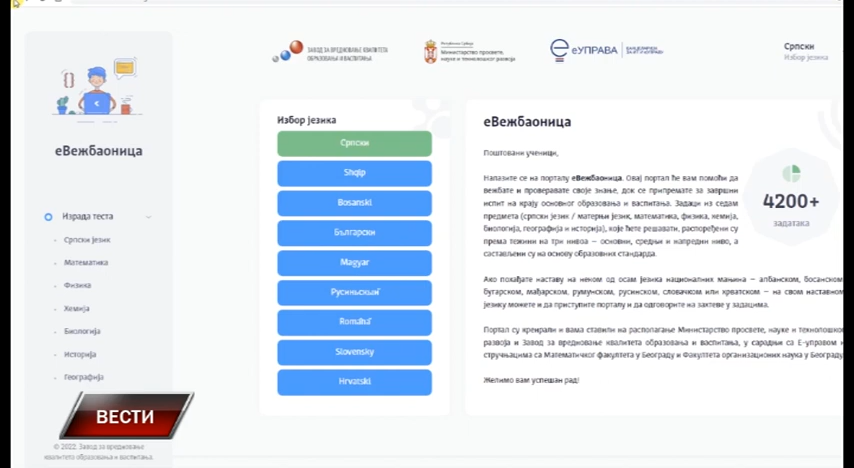 ЗАВОД ЗА ВРЕДНОВАЊЕ КВАЛИТЕТА
ОБРАЗОВАЊА И ВАСПИТАЊА
Република Србија
Министарство просвете,
науке и технолошког развоја
еУПРАВА
Српски
Избор језика
еВежбаоница
Израда теста
Српски језик
Математика
Физика
Хемија
Биологија
Историја
Географија
© 2022. Завод за вредновање
квалитета образовања и васпитања.
Избор језика
Српски
Shqip
Bosanski
Български
Magyar
Русиньскый
Română
Slovensky
Hrvatski
еВежбаоница
Поштовани ученици,
Налазите се на порталу еВежбаоница. Овај портал ће вам помоћи да
вежбате и проверавате своје знање, док се припремате за завршни
испит на крају основног образовања и васпитања. Задаци из седам
предмета (српски језик / матерњи језик, математика, физика, хемија,
биологија, географија и историја), које ћете решавати, распоређени су
према тежини на три нивоа – основни, средњи и напредни ниво, а
састављени су на основу образовних стандарда.
Ако похађате наставу на неком од осам језика националних мањина – албанском, босанском
бугарском, мађарском, румунском, русинском, словачком или хрватском – на свом наставном
језику можете и да приступите порталу и да одговорите на захтеве у задацима.
Портал су креирали и вама ставили на располагање Министарство просвете, науке и технолошког
развоја и Завод за вредновање квалитета образовања и васпитања, у сарадњи са Е-управом и
стручњацима са Математичког факултета у Београду и Факултета организационих наука у Београду.
Желимо вам успешан рад!
4200+
задатака
ВЕСТИ